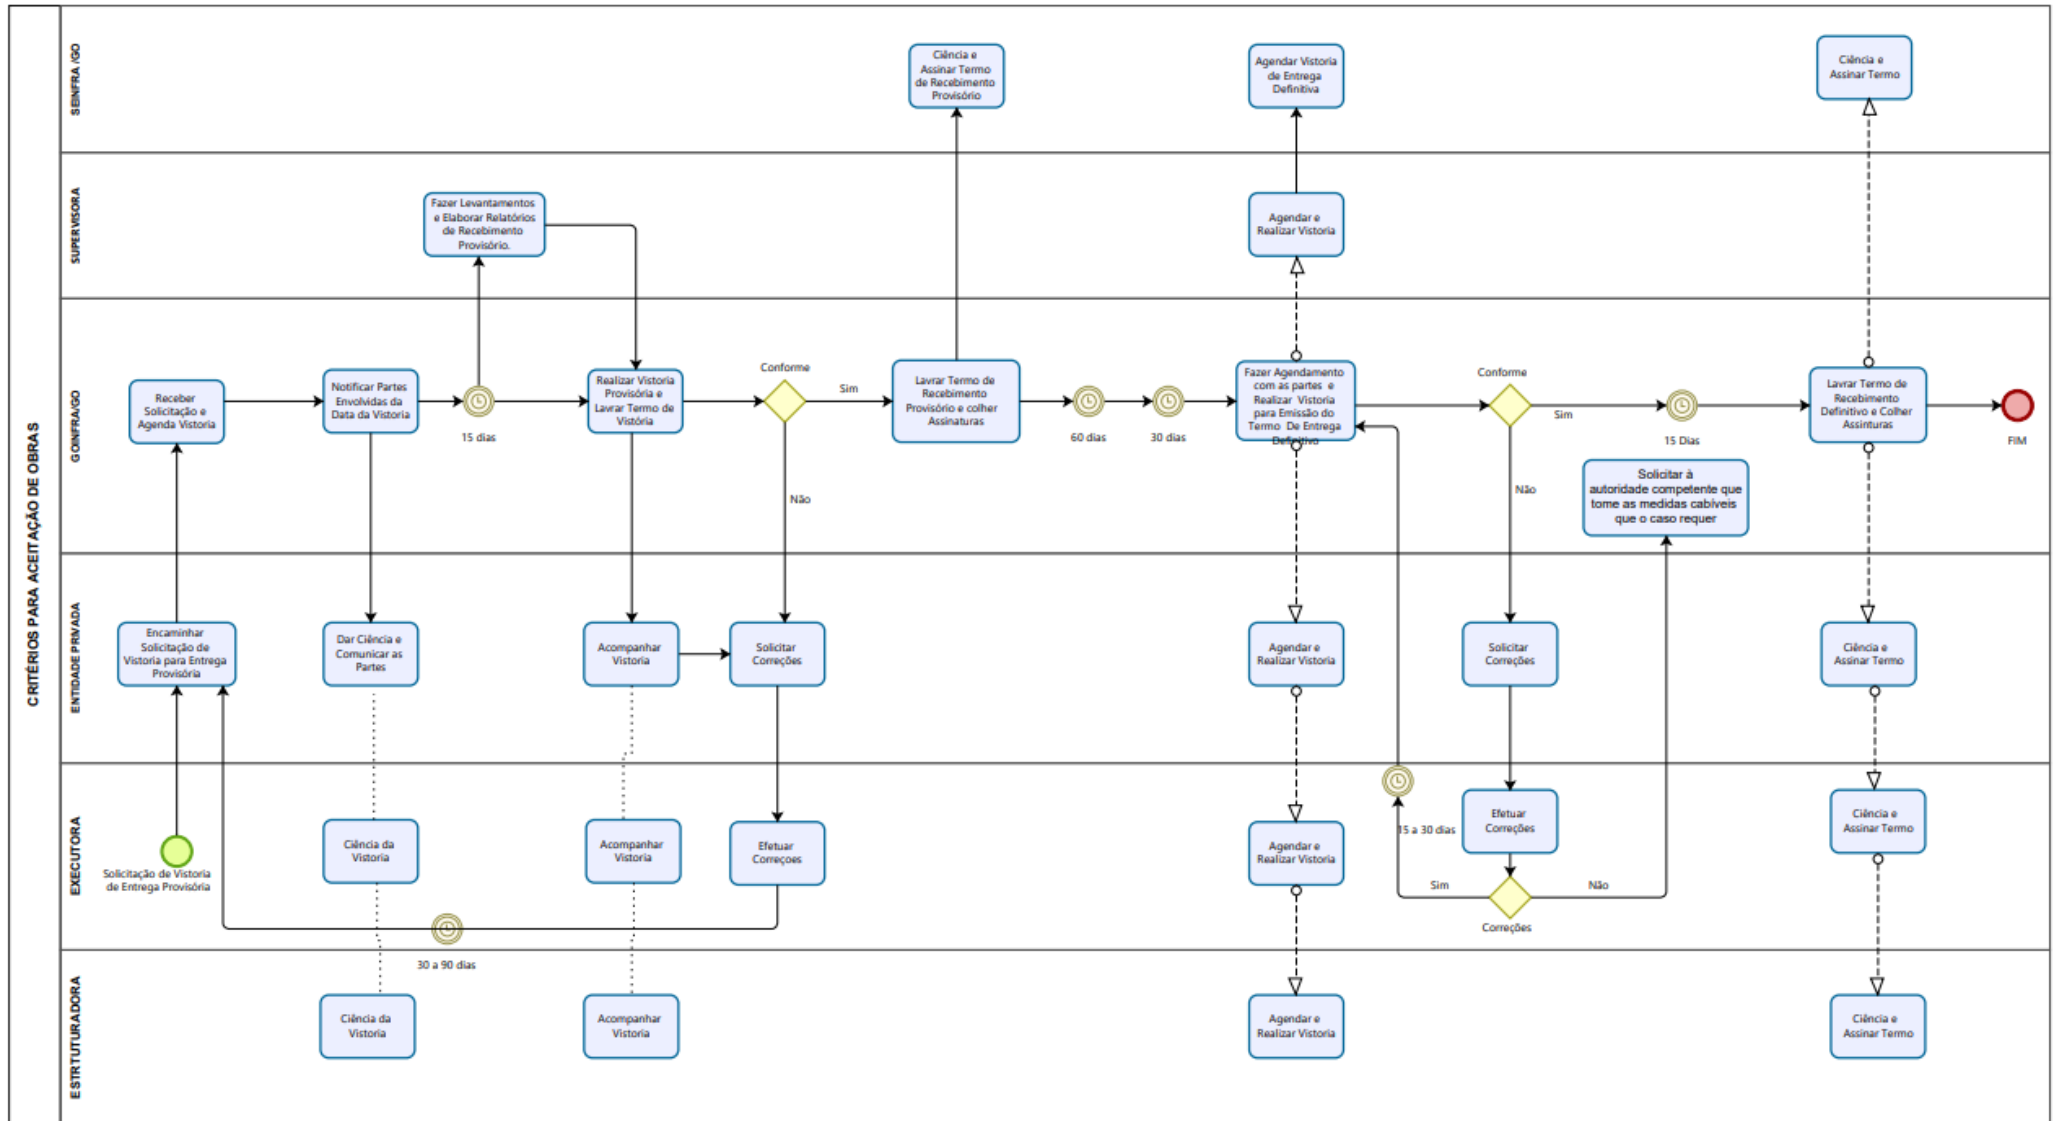 CRITÉRIOS PARA ACEITAÇÃO DE OBRAS
SEINFRA /GO
Ciência e
Assinar Termo
de Recebimento
Provisório
Agendar Vistoria
de Entrega
Definitiva
Ciência e
Assinar Termo
SUPERVISORA
Fazer Levantamentos
e Elaborar Relatórios
de Recebimento
Provisório.
Agendar e
Realizar Vistoria
GOINFRA/GO
Receber
Solicitação e
Agenda Vistoria
Notificar Partes
Envolvidas da
Data da Vistoria
15 dias
Realizar Vistoria
Provisória e
Lavrar Termo de
Vistória
Conforme
Sim
Não
Lavrar Termo de
Recebimento
Provisório e colher
Assinaturas
60 dias
30 dias
Fazer Agendamento
com as partes e
Realizar Vistoria
para Emissão do
Termo De Entrega
Definitivo
Conforme
Sim
Não
15 Dias
Solicitar à
autoridade competente que
tome as medidas cabíveis
que o caso requer
Lavrar Termo de
Recebimento
Definitivo e Colher
Assinturas
FIM
ENTIDADE PRIVADA
Encaminhar
Solicitação de
Vistoria para Entrega
Provisória
Dar Ciência e
Comunicar as
Partes
Acompanhar
Vistoria
Solicitar
Correções
Agendar e
Realizar Vistoria
Solicitar
Correções
Ciência e
Assinar Termo
EXECUTORA
Solicitação de Vistoria
de Entrega Provisória
Ciência da
Vistoria
Acompanhar
Vistoria
Efetuar
Correçoes
30 a 90 dias
Agendar e
Realizar Vistoria
15 a 30 dias
Efetuar
Correções
Sim
Não
Correções
Ciência e
Assinar Termo
ESTRTUTURADORA
Ciência da
Vistoria
Acompanhar
Vistoria
Agendar e
Realizar Vistoria
Ciência e
Assinar Termo